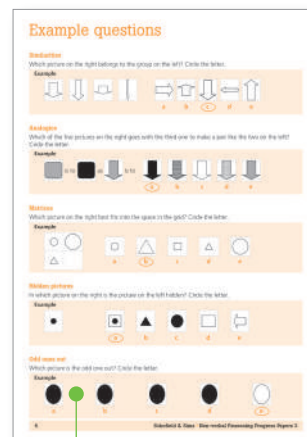 Example questions
Similarities
Which picture on the right belongs to the group on the left? Circle the letter.
Example
a b c d e
Analogies
Which of the five pictures on the right goes with the third one to make a pair like the two on the left?
Circle the letter.
Example
is to as is to
a b c d e
Matrices
Which picture on the right best fits into the space in the grid? Circle the letter.
Example
a b c d e
Hidden pictures
In which picture on the right is the picture on the left hidden? Circle the letter.
Example
a b c d e
Odd ones out
Which picture is the odd one out? Circle the letter.
Example
a b c d e
Schofield & Sims Non-verbal Reasoning Progress Papers 2